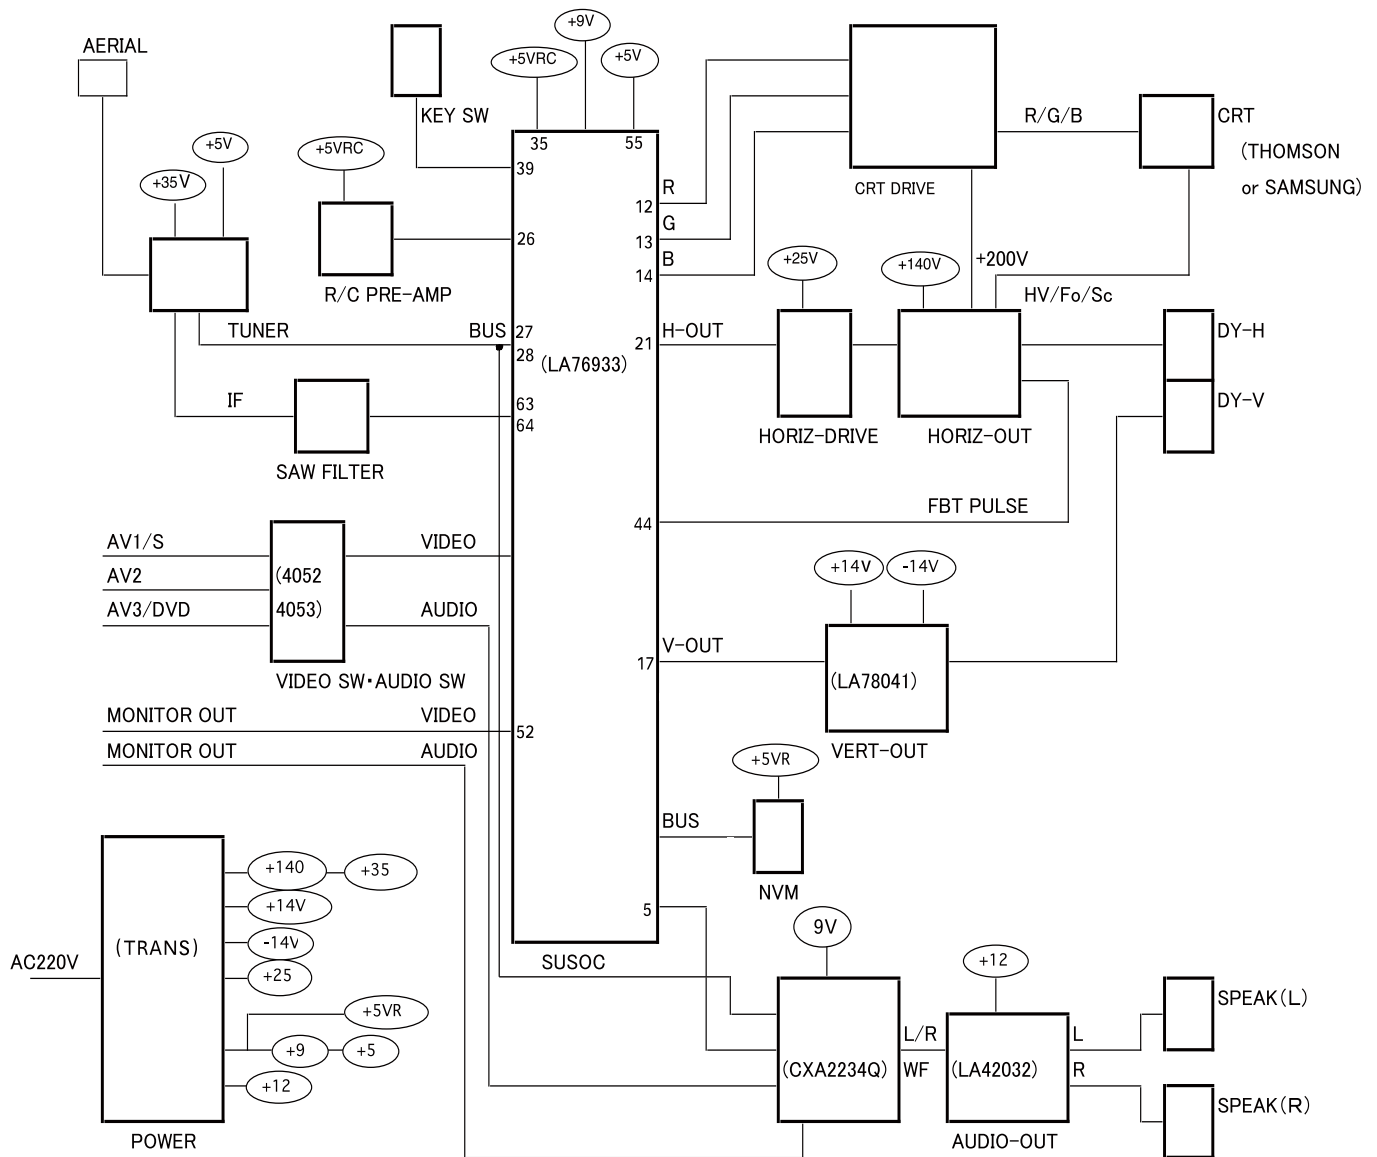 +9V
AERIAL
+5VRC
+5V
KEY SW
R/G/B
CRT
35
55
+5V
+5VRC
39
(THOMSON
or SAMSUNG)
+35V
R
CRT DRIVE
12
G
26
13
+25V
+140V
+200V
B
14
R/C PRE-AMP
HV/Fo/Sc
TUNER
BUS
27
28
(LA76933)
H-OUT
21
DY-H
IF
63
64
DY-V
HORIZ-DRIVE
HORIZ-OUT
SAW FILTER
FBT PULSE
44
AV1/S
VIDEO
AV2
(4052
+14V
-14V
AV3/DVD
4053)
AUDIO
V-OUT
17
VIDEO SW・AUDIO SW
(LA78041)
MONITOR OUT
VIDEO
52
MONITOR OUT
AUDIO
VERT-OUT
+5VR
BUS
NVM
+140
+35
+14V
5
9V
(TRANS)
-14V
AC220V
+25
SUSOC
+12
+5VR
SPEAK(L)
+9
+5
L/R
L
(CXA2234Q)
WF
(LA42032)
R
+12
SPEAK(R)
POWER
AUDIO-OUT